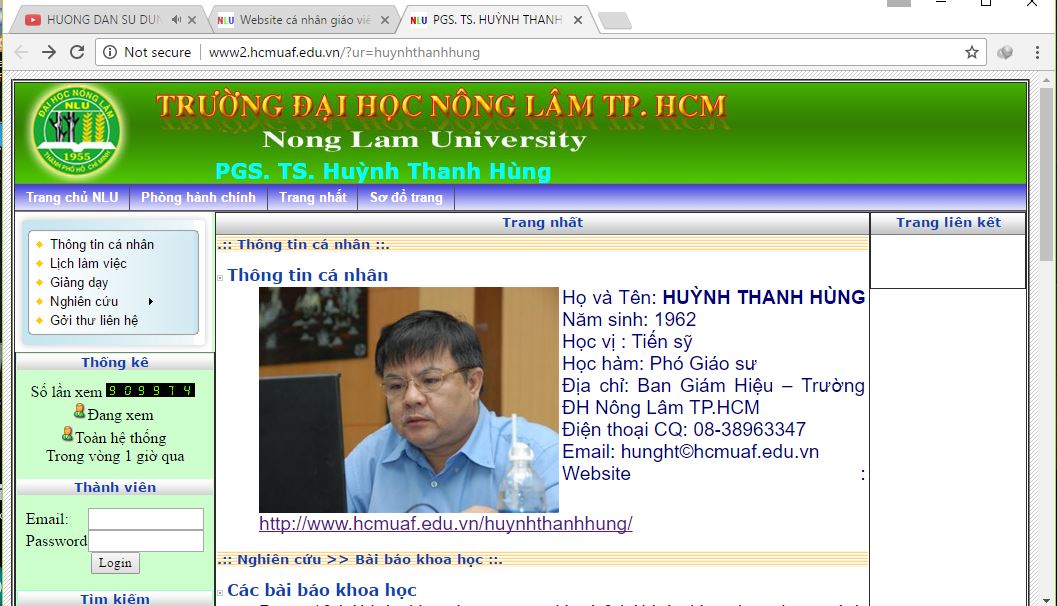 HUONG DAN SU DUN
Website cá nhân giáo viê
PGS. TS. HUỲNH THANH
Not secure
www2.hcmuaf.edu.vn/?ur=huynhthanhhung
ĐẠI HỌC NÔNG LÂM
NLU
1955
THÀNH PHỐ HỒ CHÍ MINH
TRƯỜNG ĐẠI HỌC NÔNG LÂM TP. HCM
Nong Lam University
PGS. TS. Huỳnh Thanh Hùng
Trang chủ NLU
Phòng hành chính
Trang nhất
Sơ đồ trang
Thông tin cá nhân
Lịch làm việc
Giảng dạy
Nghiên cứu
Gởi thư liên hệ
Thống kê
Số lần xem 909974
Đang xem
Toàn hệ thống
Trong vòng 1 giờ qua
Thành viên
Email:
Password
Login
Tìm kiếm
Trang nhất
.:: Thông tin cá nhân ::.
Thông tin cá nhân
Họ và Tên: HUỲNH THANH HÙNG
Năm sinh: 1962
Học vị : Tiến sỹ
Học hàm: Phó Giáo sư
Địa chỉ: Ban Giám Hiệu – Trường
ĐH Nông Lâm TP.HCM
Điện thoại CQ: 08-38963347
Email: hunght©hcmuaf.edu.vn
Website :
http://www.hcmuaf.edu.vn/huynhthanhhung/
.:: Nghiên cứu >> Bài báo khoa học ::.
Các bài báo khoa học
Trang liên kết